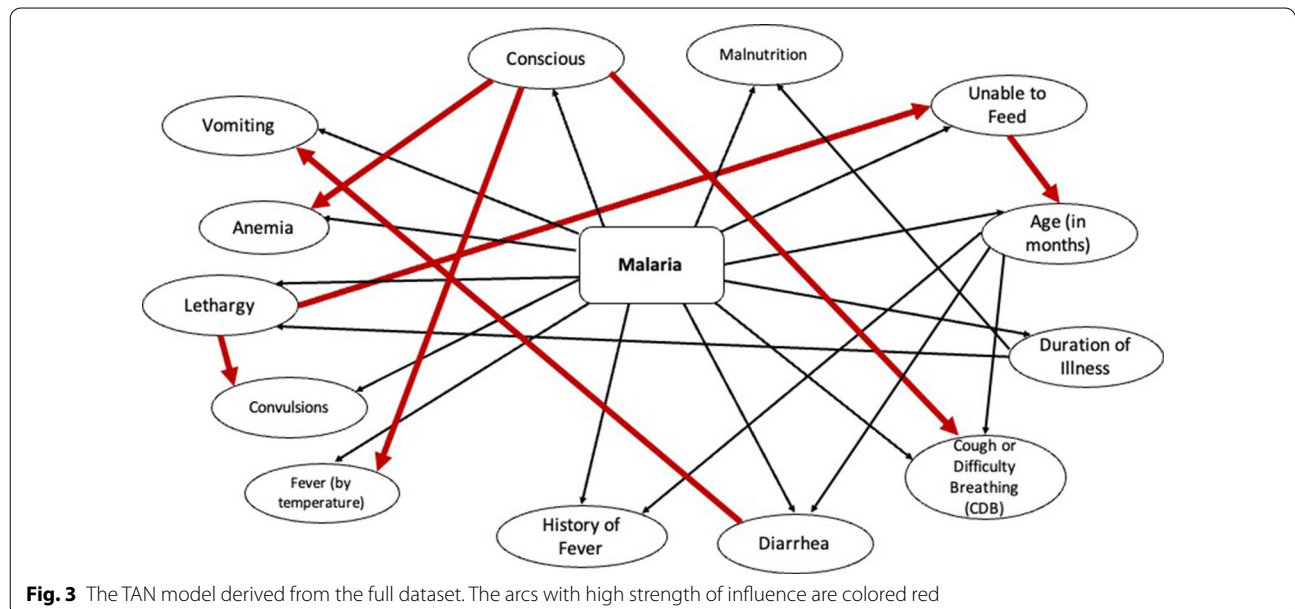 Conscious
Malnutrition
Unable to
Feed
Vomiting
Anemia
Age (in
months)
Malaria
Lethargy
Duration of
Illness
Convulsions
Cough or
Difficulty
Breathing
(CDB)
Fever (by
temperature)
History of
Fever
Diarrhea
Fig. 3 The TAN model derived from the full dataset. The arcs with high strength of influence are colored red